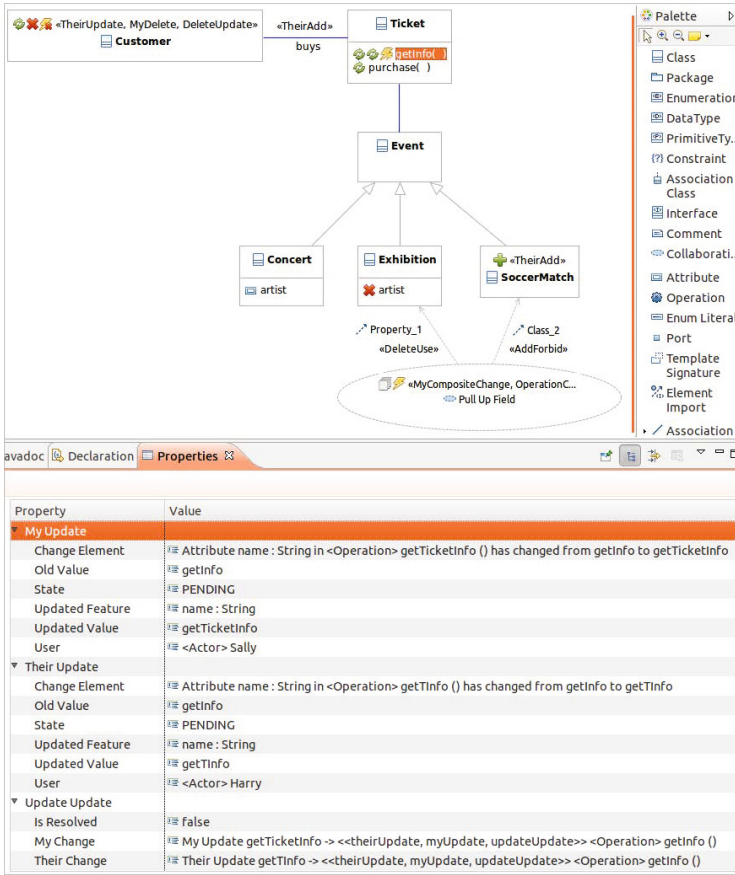 «TheirUpdate, MyDelete, DeleteUpdate»
Customer
«TheirAdd»
buys
Ticket
getInfo( )
purchase( )
Event
Concert
artist
Exhibition
artist
«TheirAdd»
SoccerMatch
Property_1
«DeleteUse»
Class_2
«AddForbid»
«MyCompositeChange, OperationC...
Pull Up Field
Palette
Class
Package
Enumeration
DataType
PrimitiveTy...
Constraint
Association
Class
Interface
Comment
Collaborati...
Attribute
Operation
Enum Literal
Port
Template
Signature
Element
Import
Association
avadoc Declaration Properties
Property Value
My Update
Change Element Attribute name : String in <Operation> getTicketInfo () has changed from getInfo to getTicketInfo
Old Value getInfo
State PENDING
Updated Feature name : String
Updated Value getTicketInfo
User <Actor> Sally
Their Update
Change Element Attribute name : String in <Operation> getTInfo () has changed from getInfo to getTInfo
Old Value getInfo
State PENDING
Updated Feature name : String
Updated Value getTInfo
User <Actor> Harry
Update Update
Is Resolved false
My Change My Update getTicketInfo -> <<theirUpdate, myUpdate, updateUpdate>> <Operation> getInfo ()
Their Change Their Update getTInfo -> <<theirUpdate, myUpdate, updateUpdate>> <Operation> getInfo ()